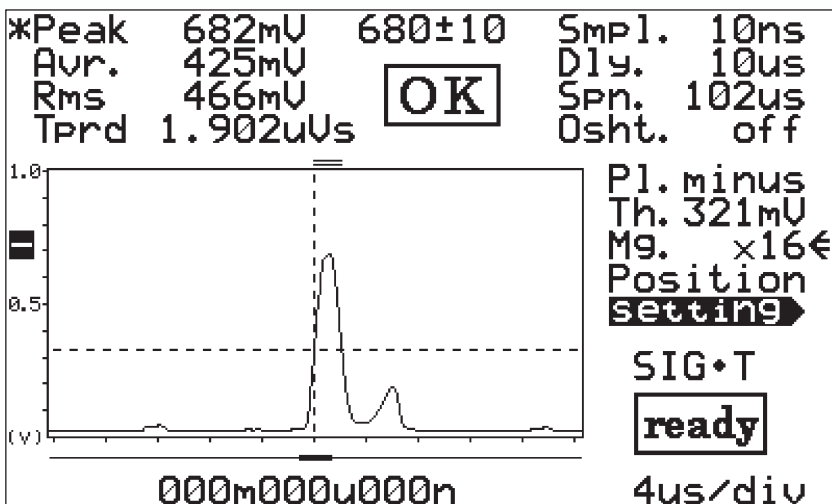 *Peak 682mV 680±10 Smpl. 10ns
Avr. 425mV Dly. 10us
Rms 466mV OK Spn. 102us
Tprd 1.902uVs Osht. off
1.0
Pl. minus
Th. 321mV
Mg. ×16←
Position
0.5
setting
SIG•T
ready
(V)
000m000u000n 4us/div